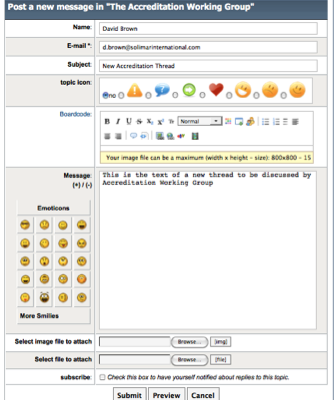 Post a new message in "The Accreditation Working Group"
Name: David Brown
E-mail *: d.brown@solimarinternational.com
Subject: New Accreditation Thread
topic icon: no
Boardcode: B I U S X₂ X² Tr Normal
Your image file can be a maximum (width x height - size): 800x800 - 15
Message: This is the text of a new thread to be discussed by
(+) / (-) Accreditation Working Group
Emoticons
More Smilies
Select image file to attach Browse... [img]
Select file to attach Browse... [file]
subscribe: Check this box to have yourself notified about replies to this topic.
Submit Preview Cancel